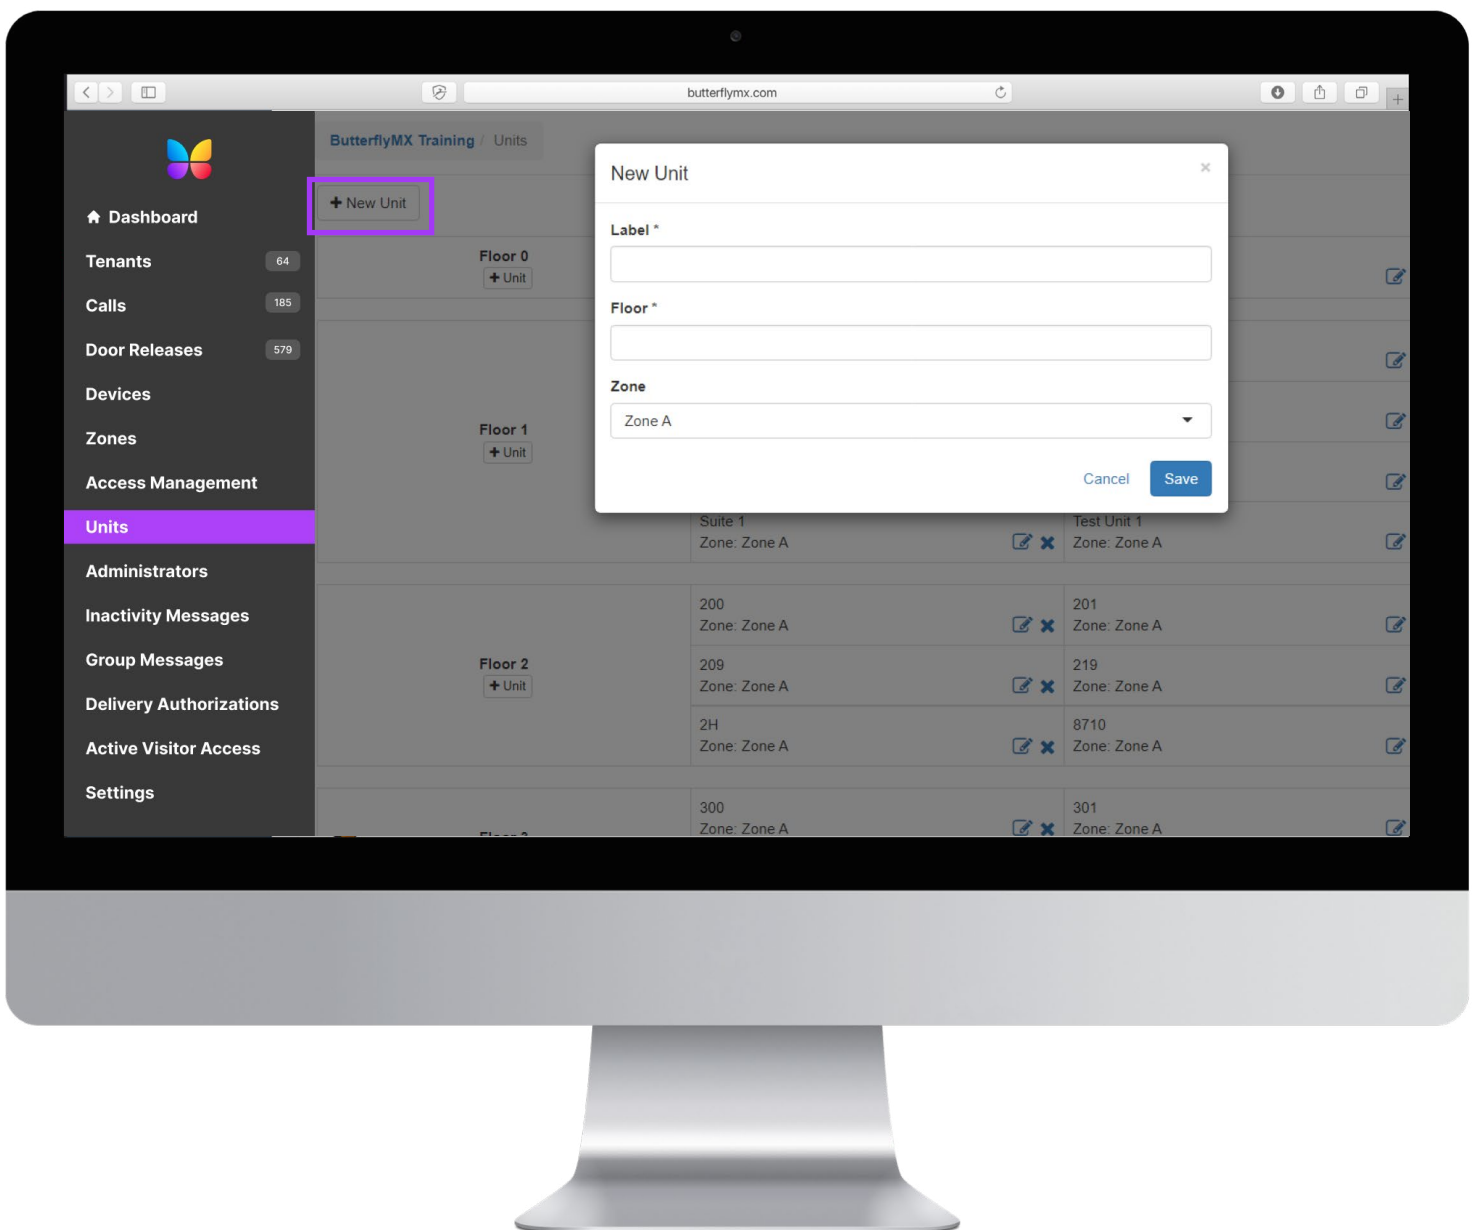 butterflymx.com
ButterflyMX Training / Units
+ New Unit
Dashboard
Tenants 64
Calls 185
Door Releases 579
Devices
Zones
Access Management
Units
Administrators
Inactivity Messages
Group Messages
Delivery Authorizations
Active Visitor Access
Settings
Floor 0
+ Unit
Floor 1
+ Unit
New Unit ×
Label *
Floor *
Zone
Zone A
Cancel Save
Suite 1
Zone: Zone A
Test Unit 1
Zone: Zone A
Floor 2
+ Unit
200
Zone: Zone A
201
Zone: Zone A
209
Zone: Zone A
219
Zone: Zone A
2H
Zone: Zone A
8710
Zone: Zone A
300
Zone: Zone A
301
Zone: Zone A